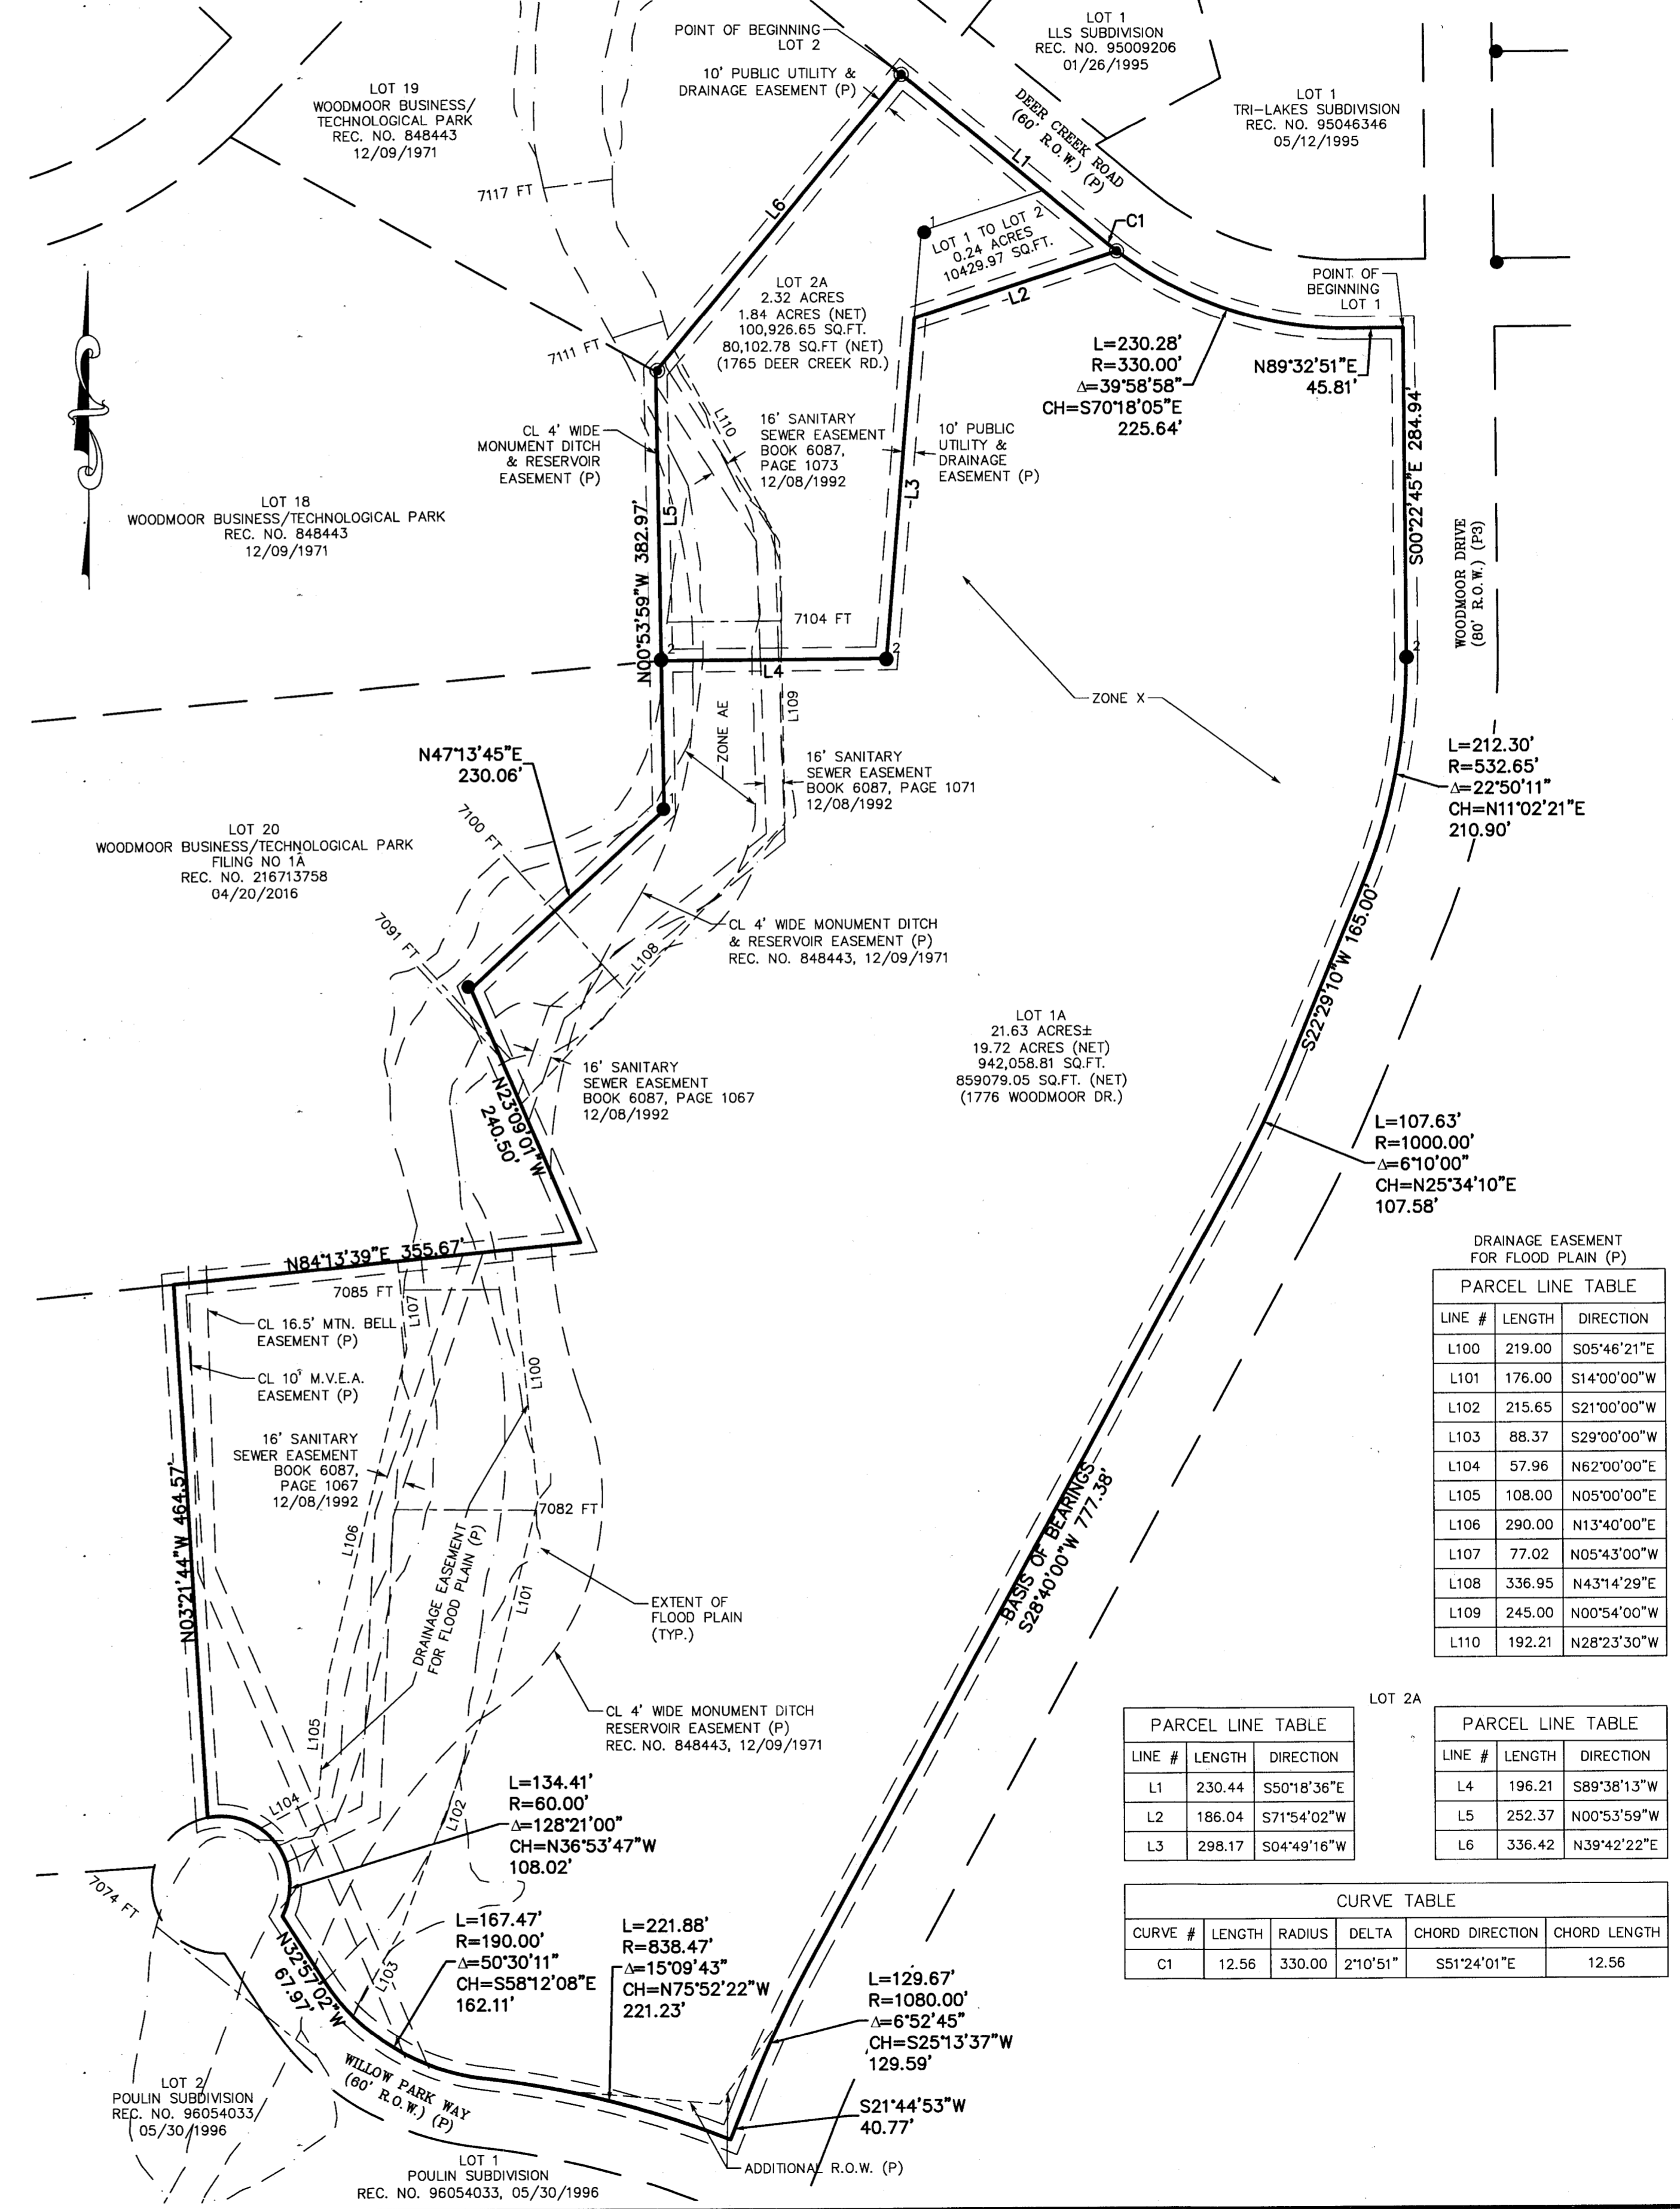 POINT OF BEGINNING
LOT 2
10' PUBLIC UTILITY &
DRAINAGE EASEMENT (P)
LOT 1
LLS SUBDIVISION
REC. NO. 95009206
01/26/1995
LOT 1
TRI-LAKES SUBDIVISION
REC. NO. 95046346
05/12/1995
LOT 19
WOODMOOR BUSINESS/
TECHNOLOGICAL PARK
REC. NO. 848443
12/09/1971
DEER CREEK ROAD
(60' R.O.W.) (P)
7117 FT
L1
L6
C1
1
LOT 1 TO LOT 2
0.24 ACRES
10429.97 SQ.FT.
L2
POINT OF
BEGINNING
LOT 1
LOT 2A
2.32 ACRES
1.84 ACRES (NET)
100,926.65 SQ.FT.
80,102.78 SQ.FT (NET)
(1765 DEER CREEK RD.)
7111 FT
L=230.28'
R=330.00'
Δ=39°58'58"
CH=S70°18'05"E
225.64'
N89°32'51"E
45.81'
S00°22'45"E 284.94'
L110
CL 4' WIDE
MONUMENT DITCH
& RESERVOIR
EASEMENT (P)
16' SANITARY
SEWER EASEMENT
BOOK 6087,
PAGE 1073
12/08/1992
10' PUBLIC
UTILITY &
DRAINAGE
EASEMENT (P)
L3
L5
N00°53'59"W 382.97'
LOT 18
WOODMOOR BUSINESS/TECHNOLOGICAL PARK
REC. NO. 848443
12/09/1971
WOODMOOR DRIVE
(80' R.O.W.) (P3)
7104 FT
2
2
2
L4
L109
ZONE AE
ZONE X
N47°13'45"E
230.06'
16' SANITARY
SEWER EASEMENT
BOOK 6087, PAGE 1071
12/08/1992
L=212.30'
R=532.65'
Δ=22°50'11"
CH=N11°02'21"E
210.90'
1
7100 FT
LOT 20
WOODMOOR BUSINESS/TECHNOLOGICAL PARK
FILING NO 1A
REC. NO. 216713758
04/20/2016
7091 FT
CL 4' WIDE MONUMENT DITCH
& RESERVOIR EASEMENT (P)
REC. NO. 848443, 12/09/1971
L108
S22°29'10"W 165.00'
LOT 1A
21.63 ACRES±
19.72 ACRES (NET)
942,058.81 SQ.FT.
859079.05 SQ.FT. (NET)
(1776 WOODMOOR DR.)
16' SANITARY
SEWER EASEMENT
BOOK 6087, PAGE 1067
12/08/1992
N23°09'01"W
240.50'
L=107.63'
R=1000.00'
Δ=6°10'00"
CH=N25°34'10"E
107.58'
N84°13'39"E 355.67'
7085 FT
L107
CL 16.5' MTN. BELL
EASEMENT (P)
CL 10' M.V.E.A.
EASEMENT (P)
L100
16' SANITARY
SEWER EASEMENT
BOOK 6087,
PAGE 1067
12/08/1992
N03°21'44"W 464.57'
7082 FT
L106
DRAINAGE EASEMENT
FOR FLOOD PLAIN (P)
L101
EXTENT OF
FLOOD PLAIN
(TYP.)
BASIS OF BEARINGS
S28°40'00"W 777.38'
L105
CL 4' WIDE MONUMENT DITCH
RESERVOIR EASEMENT (P)
REC. NO. 848443, 12/09/1971
L104
L102
L=134.41'
R=60.00'
Δ=128°21'00"
CH=N36°53'47"W
108.02'
7074 FT
N32°57'02"W
67.97'
L103
L=167.47'
R=190.00'
Δ=50°30'11"
CH=S58°12'08"E
162.11'
L=221.88'
R=838.47'
Δ=15°09'43"
CH=N75°52'22"W
221.23'
L=129.67'
R=1080.00'
Δ=6°52'45"
CH=S25°13'37"W
129.59'
S21°44'53"W
40.77'
WILLOW PARK WAY
(60' R.O.W.) (P)
LOT 2
POULIN SUBDIVISION
REC. NO. 96054033
05/30/1996
LOT 1
POULIN SUBDIVISION
REC. NO. 96054033, 05/30/1996
ADDITIONAL R.O.W. (P)
DRAINAGE EASEMENT
FOR FLOOD PLAIN (P)
PARCEL LINE TABLE
LINE # LENGTH DIRECTION
L100 219.00 S05°46'21"E
L101 176.00 S14°00'00"W
L102 215.65 S21°00'00"W
L103 88.37 S29°00'00"W
L104 57.96 N62°00'00"E
L105 108.00 N05°00'00"E
L106 290.00 N13°40'00"E
L107 77.02 N05°43'00"W
L108 336.95 N43°14'29"E
L109 245.00 N00°54'00"W
L110 192.21 N28°23'30"W
LOT 2A
PARCEL LINE TABLE
LINE # LENGTH DIRECTION
L1 230.44 S50°18'36"E
L2 186.04 S71°54'02"W
L3 298.17 S04°49'16"W
PARCEL LINE TABLE
LINE # LENGTH DIRECTION
L4 196.21 S89°38'13"W
L5 252.37 N00°53'59"W
L6 336.42 N39°42'22"E
CURVE TABLE
CURVE # LENGTH RADIUS DELTA CHORD DIRECTION CHORD LENGTH
C1 12.56 330.00 2°10'51" S51°24'01"E 12.56